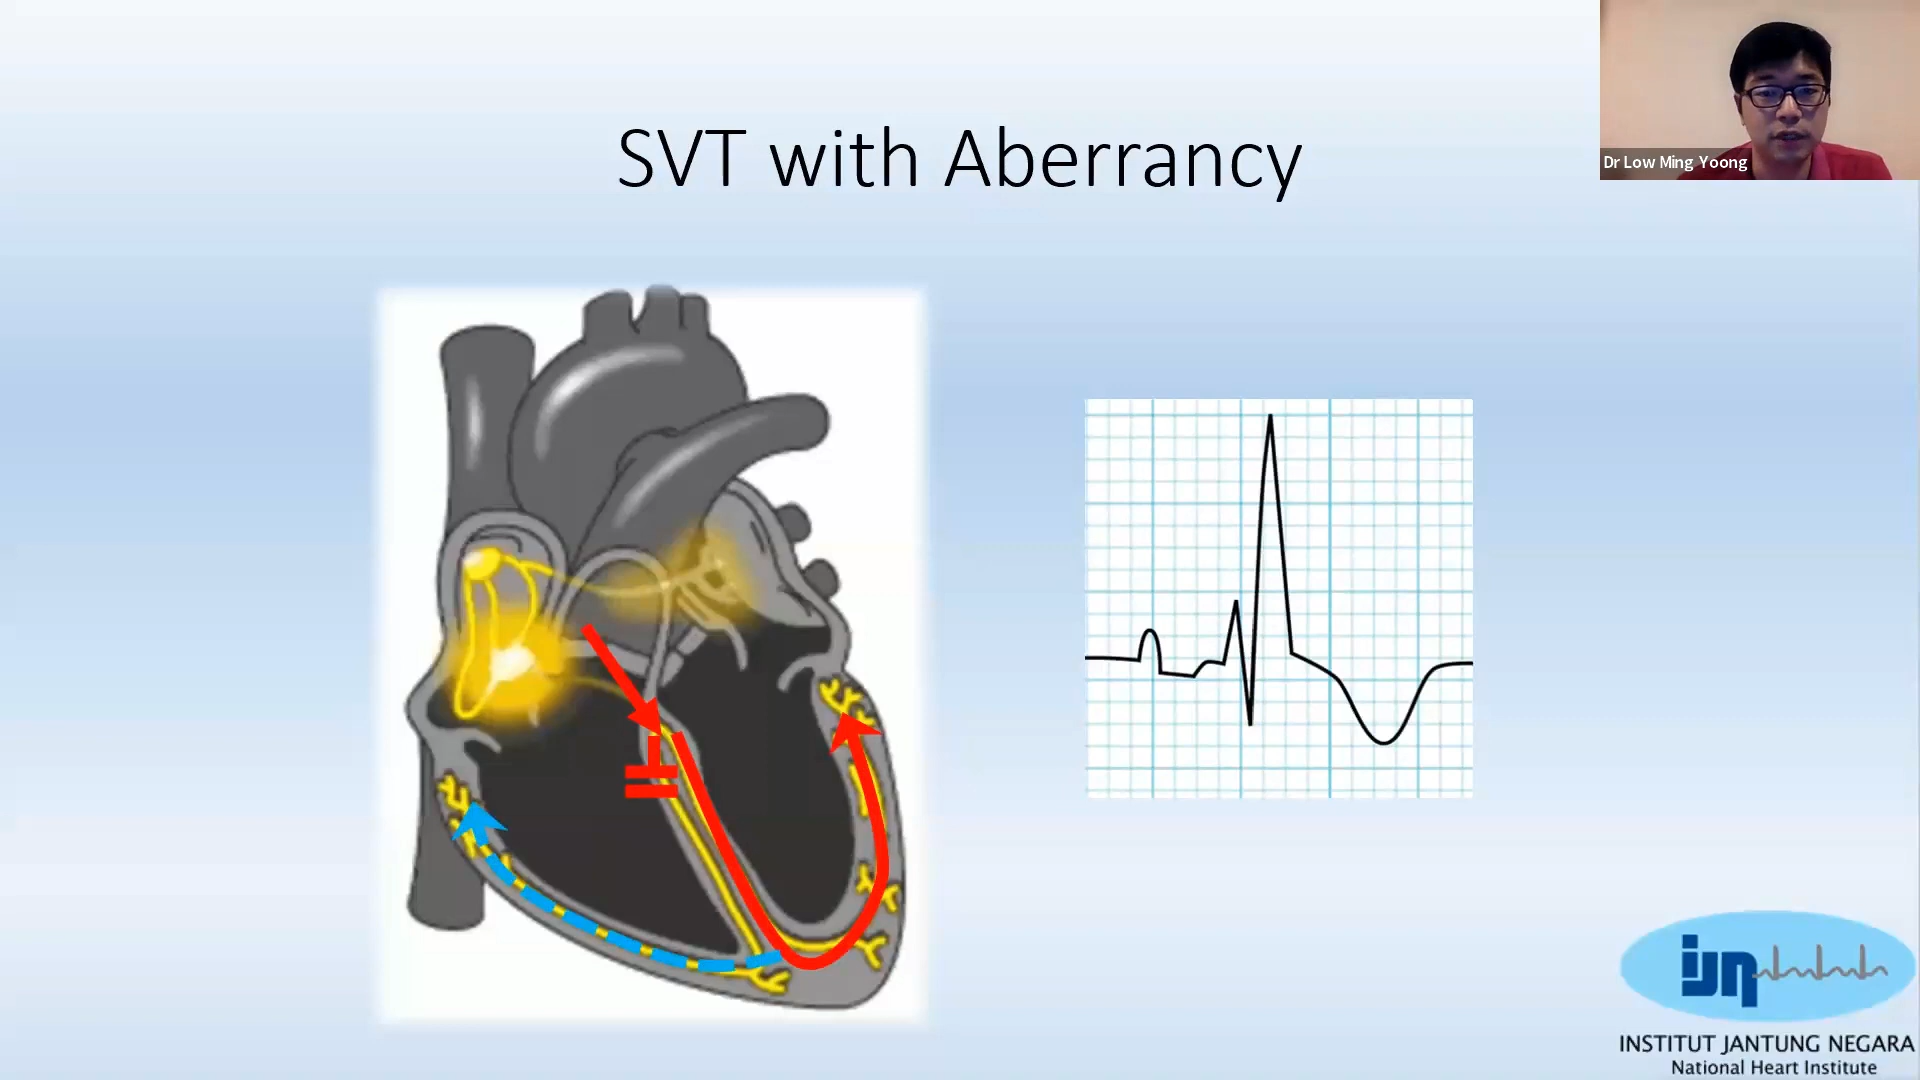 SVT with Aberrancy
Dr Low Ming Yoong
ijn
INSTITUT JANTUNG NEGARA
National Heart Institute